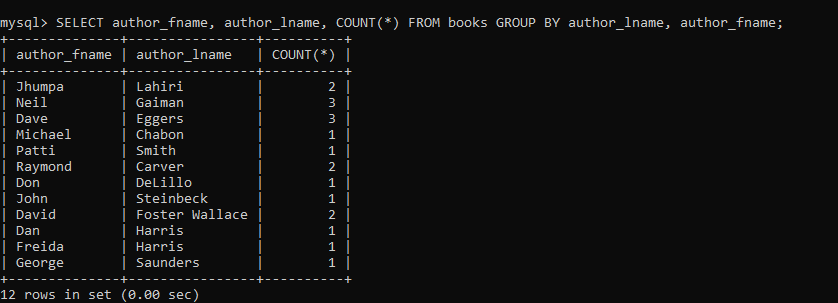 mysql> SELECT author_fname, author_lname, COUNT(*) FROM books GROUP BY author_lname, author_fname;
+--------------+----------------+----------+
| author_fname | author_lname   | COUNT(*) |
+--------------+----------------+----------+
| Jhumpa       | Lahiri         |        2 |
| Neil         | Gaiman         |        3 |
| Dave         | Eggers         |        3 |
| Michael      | Chabon         |        1 |
| Patti        | Smith          |        1 |
| Raymond      | Carver         |        2 |
| Don          | DeLillo        |        1 |
| John         | Steinbeck      |        1 |
| David        | Foster Wallace |        2 |
| Dan          | Harris         |        1 |
| Freida       | Harris         |        1 |
| George       | Saunders       |        1 |
+--------------+----------------+----------+
12 rows in set (0.00 sec)